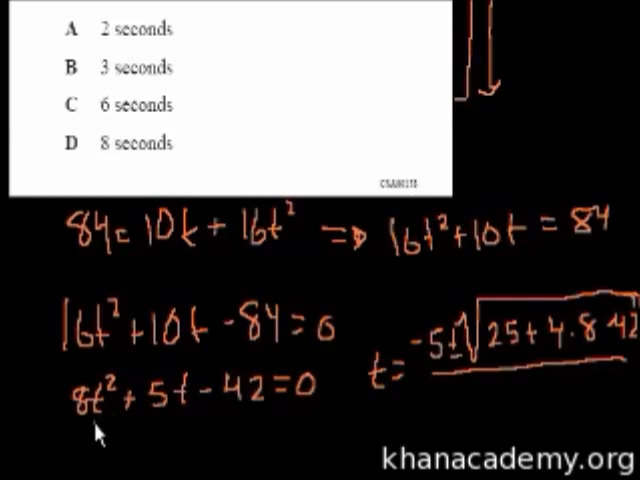 A 2 seconds
B 3 seconds
C 6 seconds
D 8 seconds
84 = 10t + 16t² ⇒ 16t² + 10t = 84
16t² + 10t - 84 = 0
8t² + 5t - 42 = 0
t = -5 ± √25 + 4 · 8 · 42
khanacademy.org